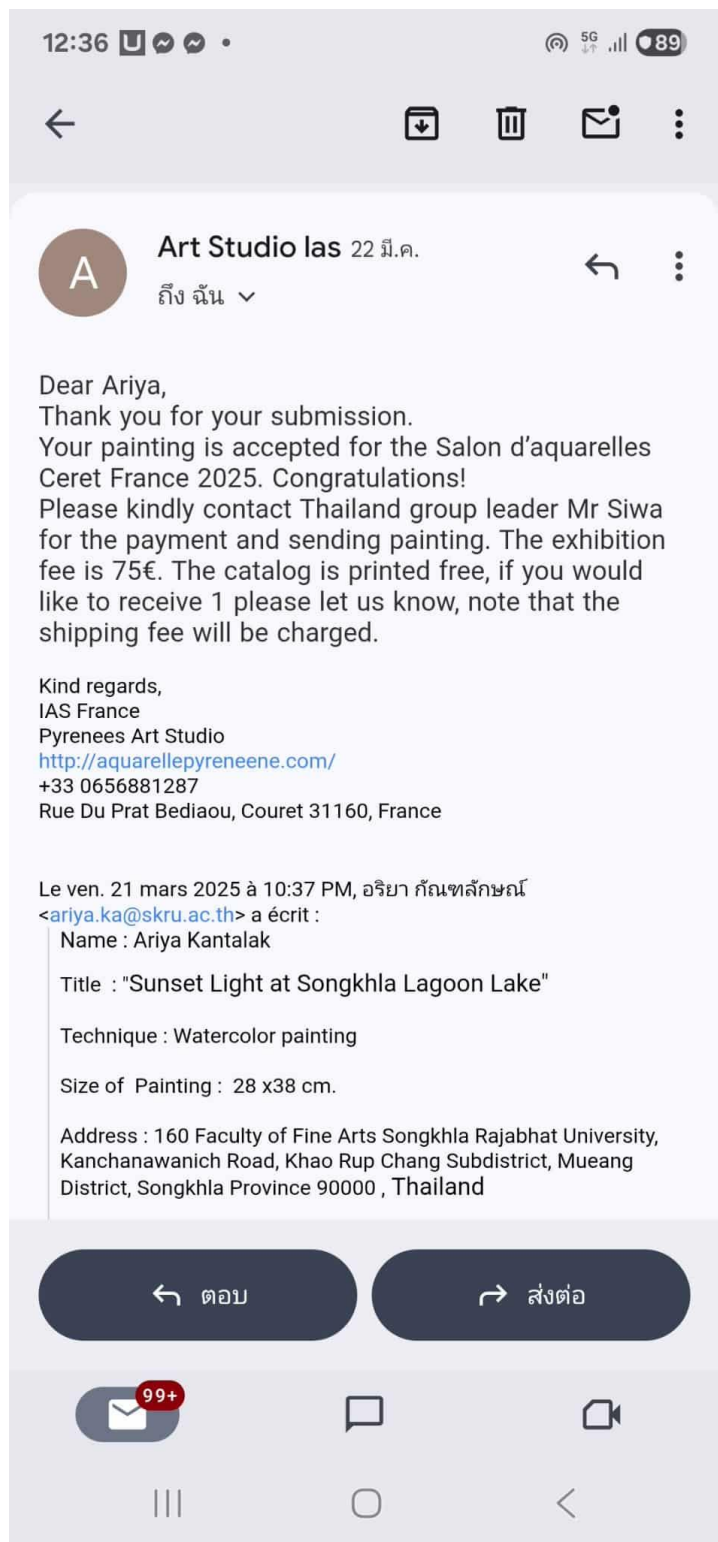 12:36
5G
89
Art Studio Ias 22 มี.ค.
A
ถึง ฉัน
Dear Ariya,
Thank you for your submission.
Your painting is accepted for the Salon d’aquarelles
Ceret France 2025. Congratulations!
Please kindly contact Thailand group leader Mr Siwa
for the payment and sending painting. The exhibition
fee is 75€. The catalog is printed free, if you would
like to receive 1 please let us know, note that the
shipping fee will be charged.
Kind regards,
IAS France
Pyrenees Art Studio
http://aquarellepyreneene.com/
+33 0656881287
Rue Du Prat Bediaou, Couret 31160, France
Le ven. 21 mars 2025 à 10:37 PM, อริยา กัณฑลักษณ์
<ariya.ka@skru.ac.th> a écrit :
Name : Ariya Kantalak
Title : "Sunset Light at Songkhla Lagoon Lake"
Technique : Watercolor painting
Size of Painting : 28 x38 cm.
Address : 160 Faculty of Fine Arts Songkhla Rajabhat University,
Kanchanawanich Road, Khao Rup Chang Subdistrict, Mueang
District, Songkhla Province 90000 , Thailand
ตอบ
ส่งต่อ
99+